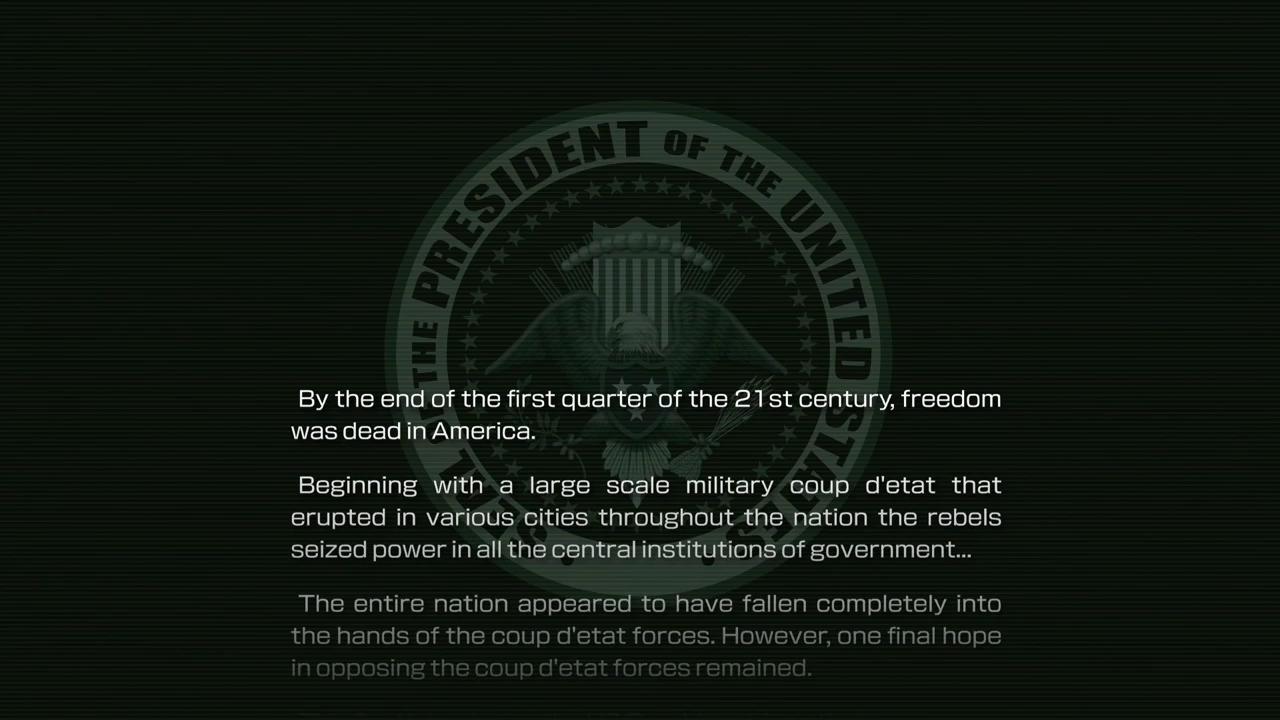 SEAL OF THE PRESIDENT OF THE UNITED STATES
By the end of the first quarter of the 21st century, freedom
was dead in America.
Beginning with a large scale military coup d'etat that
erupted in various cities throughout the nation the rebels
seized power in all the central institutions of government...
The entire nation appeared to have fallen completely into
the hands of the coup d'etat forces. However, one final hope
in opposing the coup d'etat forces remained.